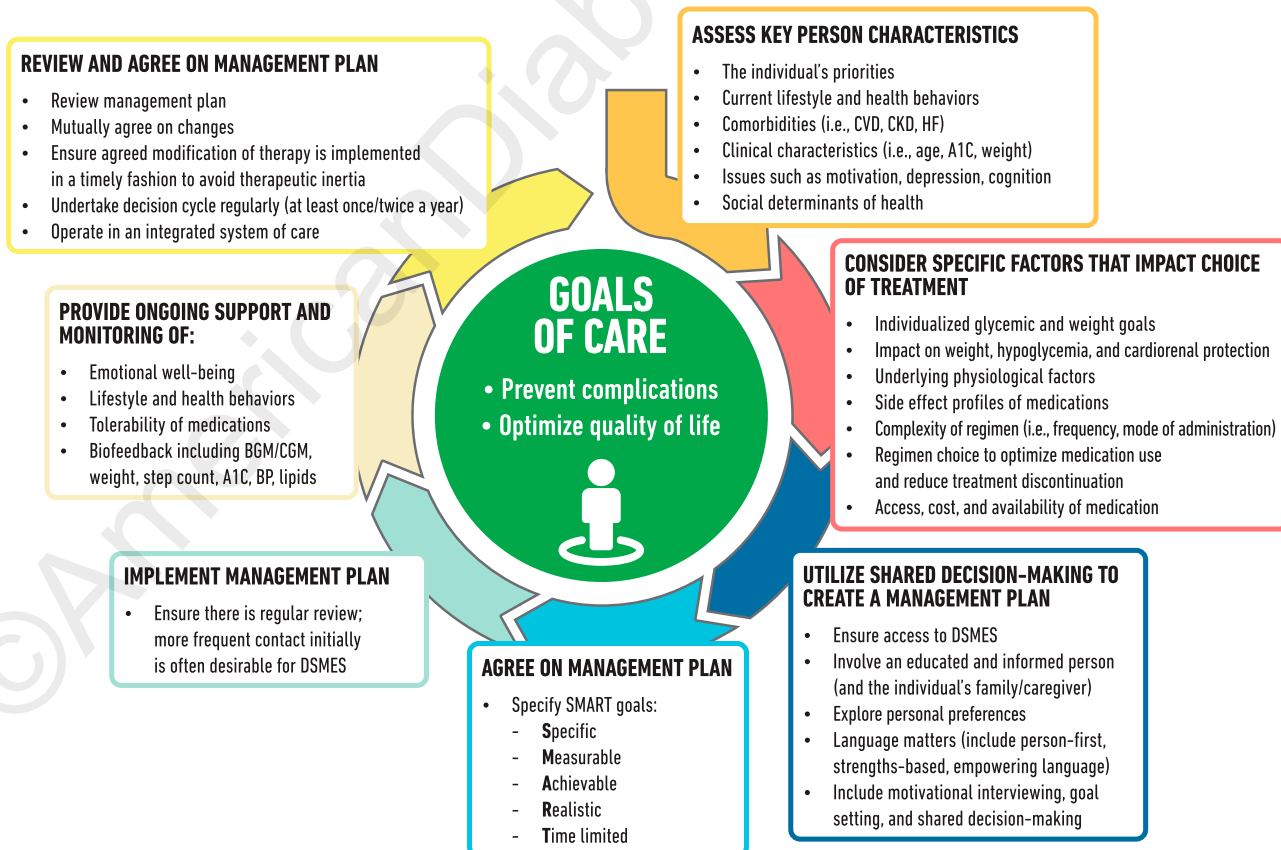 ASSESS KEY PERSON CHARACTERISTICS
• The individual's priorities
• Current lifestyle and health behaviors
• Comorbidities (i.e., CVD, CKD, HF)
• Clinical characteristics (i.e., age, A1C, weight)
• Issues such as motivation, depression, cognition
• Social determinants of health
CONSIDER SPECIFIC FACTORS THAT IMPACT CHOICE
OF TREATMENT
• Individualized glycemic and weight goals
• Impact on weight, hypoglycemia, and cardiorenal protection
• Underlying physiological factors
• Side effect profiles of medications
• Complexity of regimen (i.e., frequency, mode of administration)
• Regimen choice to optimize medication use
and reduce treatment discontinuation
• Access, cost, and availability of medication
UTILIZE SHARED DECISION-MAKING TO
CREATE A MANAGEMENT PLAN
• Ensure access to DSMES
• Involve an educated and informed person
(and the individual's family/caregiver)
• Explore personal preferences
• Language matters (include person-first,
strengths-based, empowering language)
• Include motivational interviewing, goal
setting, and shared decision-making
AGREE ON MANAGEMENT PLAN
• Specify SMART goals:
- Specific
- Measurable
- Achievable
- Realistic
- Time limited
IMPLEMENT MANAGEMENT PLAN
• Ensure there is regular review;
more frequent contact initially
is often desirable for DSMES
PROVIDE ONGOING SUPPORT AND
MONITORING OF:
• Emotional well-being
• Lifestyle and health behaviors
• Tolerability of medications
• Biofeedback including BGM/CGM,
weight, step count, A1C, BP, lipids
REVIEW AND AGREE ON MANAGEMENT PLAN
• Review management plan
• Mutually agree on changes
• Ensure agreed modification of therapy is implemented
in a timely fashion to avoid therapeutic inertia
• Undertake decision cycle regularly (at least once/twice a year)
• Operate in an integrated system of care
GOALS
OF CARE
• Prevent complications
• Optimize quality of life
©AmericanDiab